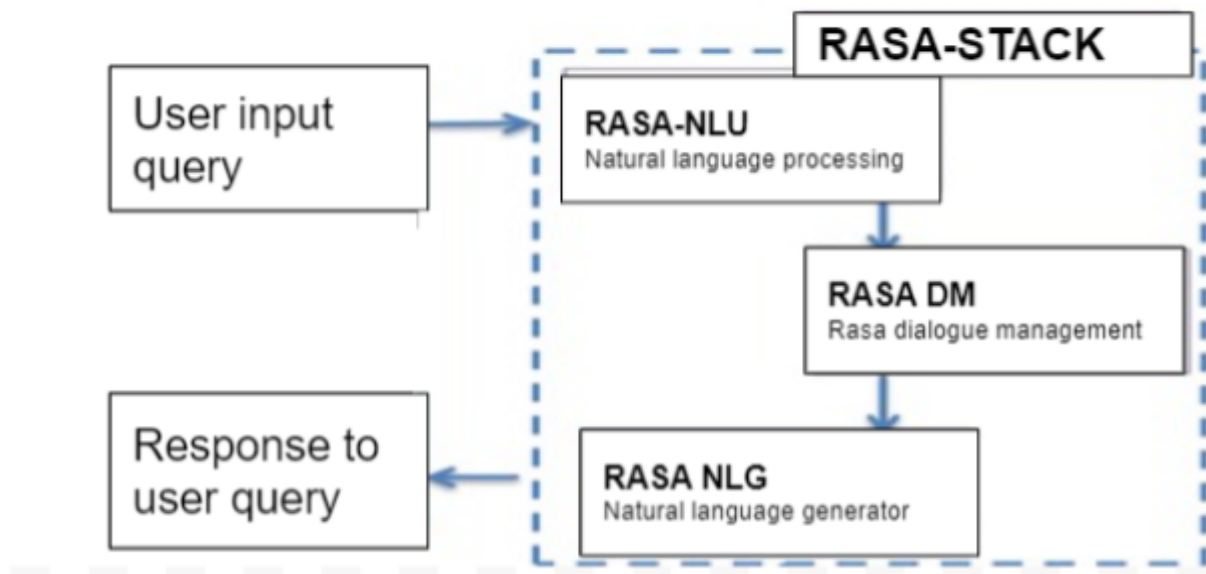 RASA-STACK
User input
query
RASA-NLU
Natural language processing
RASA DM
Rasa dialogue management
Response to
user query
RASA NLG
Natural language generator